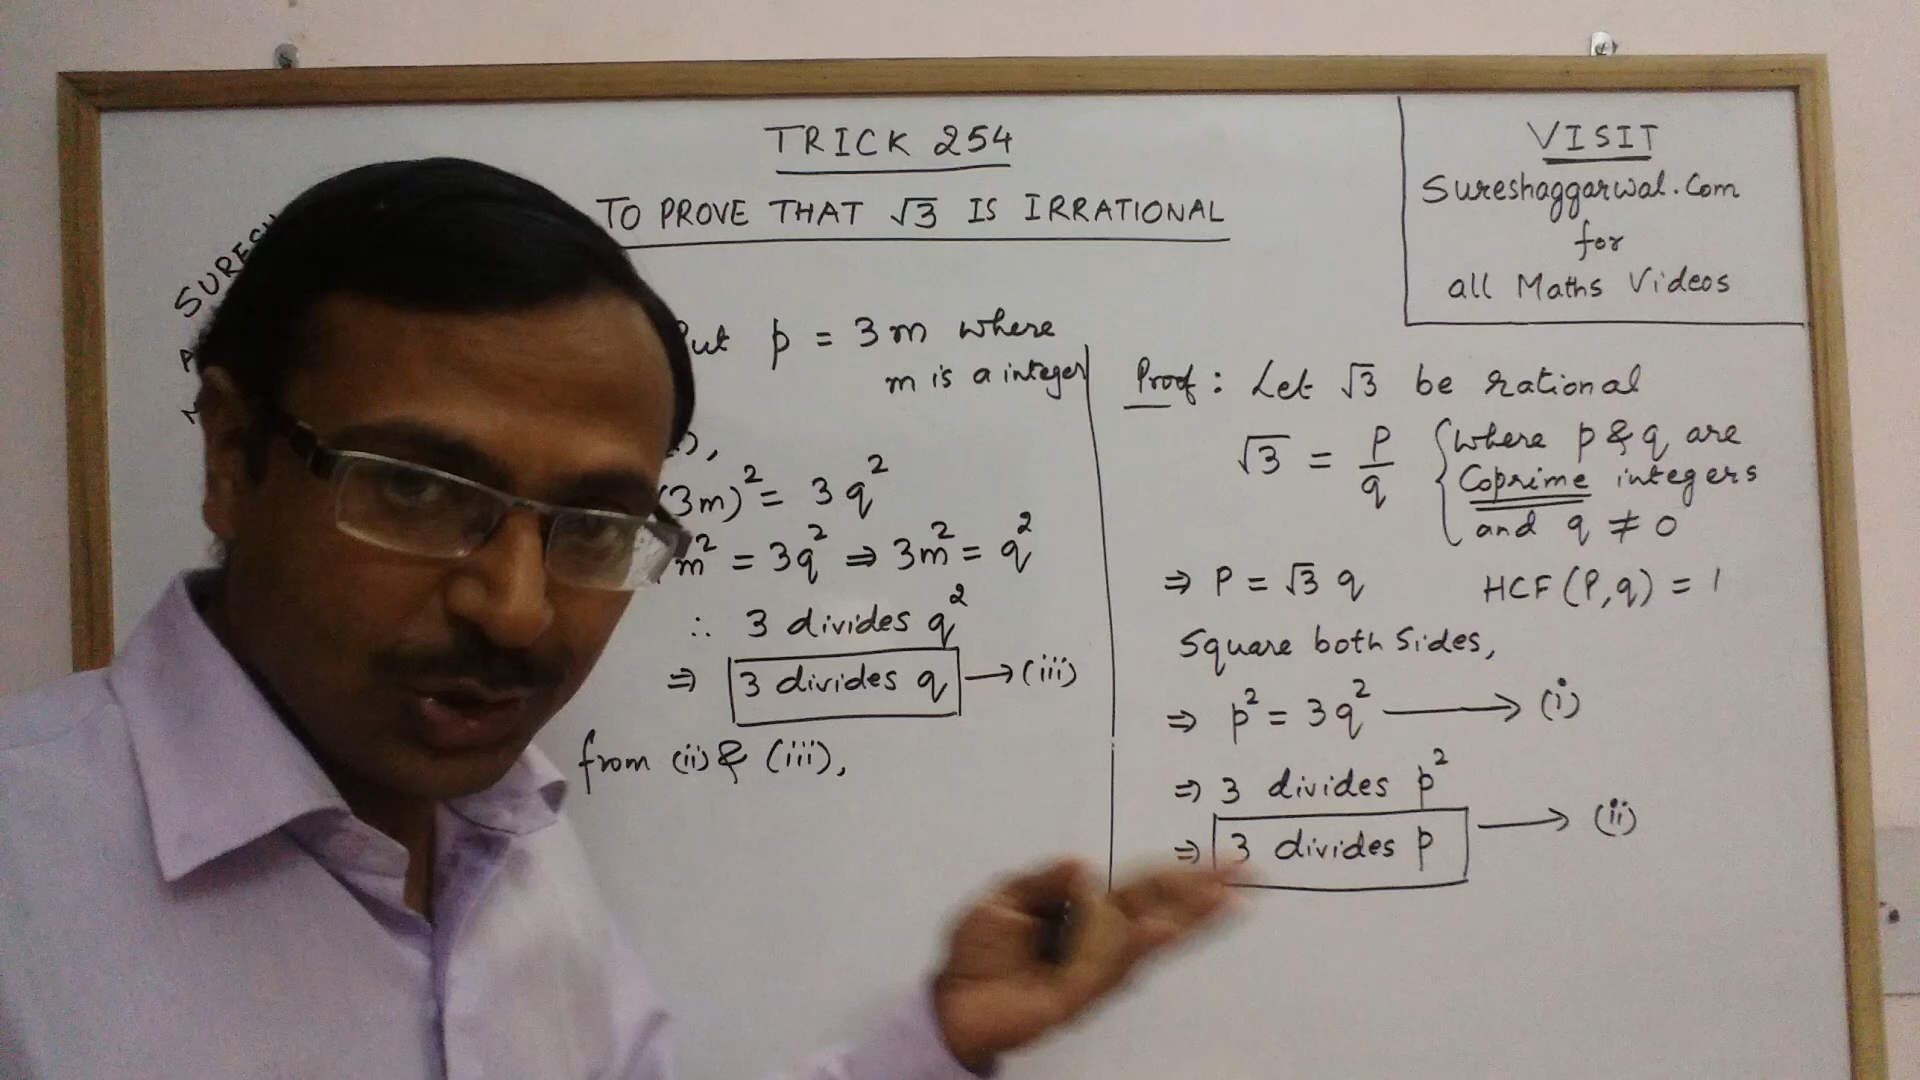 TRICK 254
TO PROVE THAT √3 IS IRRATIONAL
VISIT
Sureshaggarwal.Com
for
all Maths Videos
SURESH
Proof : Let √3 be rational
√3 = p/q {where p & q are
Coprime integers
and q ≠ 0
⇒ P = √3 q HCF (P,q) = 1
Square both Sides,
⇒ p² = 3q² ⟶ (i)
⇒ 3 divides p²
⇒ 3 divides p ⟶ (ii)
p = 3m where
m is a integer
(3m)² = 3q²
m² = 3q² ⇒ 3m² = q²
∴ 3 divides q²
⇒ 3 divides q ⟶ (iii)
from (ii) & (iii),